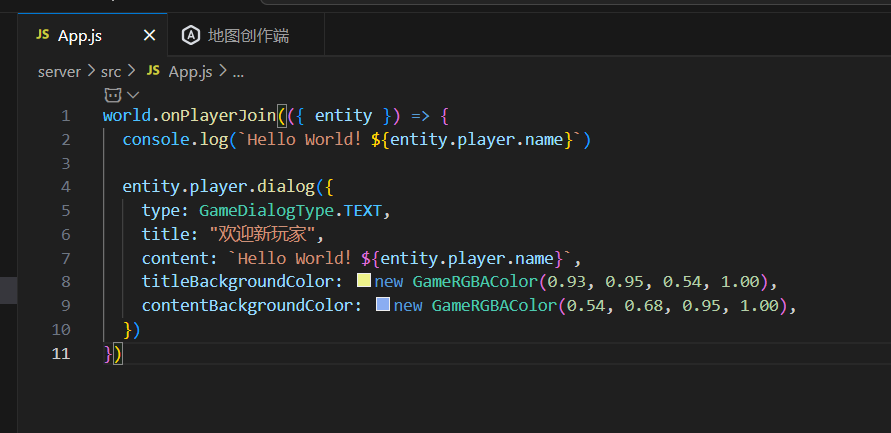 JS App.js × 地图创作端
server > src > JS App.js > ...
1 world.onPlayerJoin(({ entity }) => {
2   console.log(`Hello World! ${entity.player.name}`)
3
4   entity.player.dialog({
5     type: GameDialogType.TEXT,
6     title: "欢迎新玩家",
7     content: `Hello World! ${entity.player.name}`,
8     titleBackgroundColor: new GameRGBAColor(0.93, 0.95, 0.54, 1.00),
9     contentBackgroundColor: new GameRGBAColor(0.54, 0.68, 0.95, 1.00),
10   })
11 })